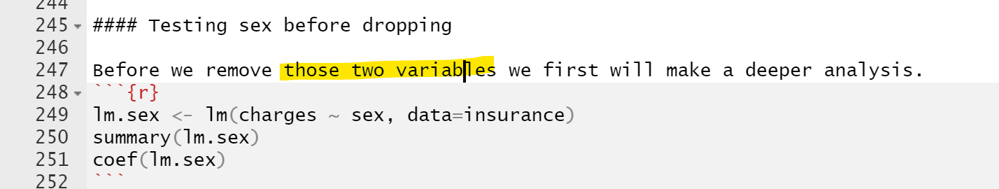 244
245 #### Testing sex before dropping
246
247 Before we remove those two variables we first will make a deeper analysis.
248 ```{r}
249 lm.sex <- lm(charges ~ sex, data=insurance)
250 summary(lm.sex)
251 coef(lm.sex)
252 ```